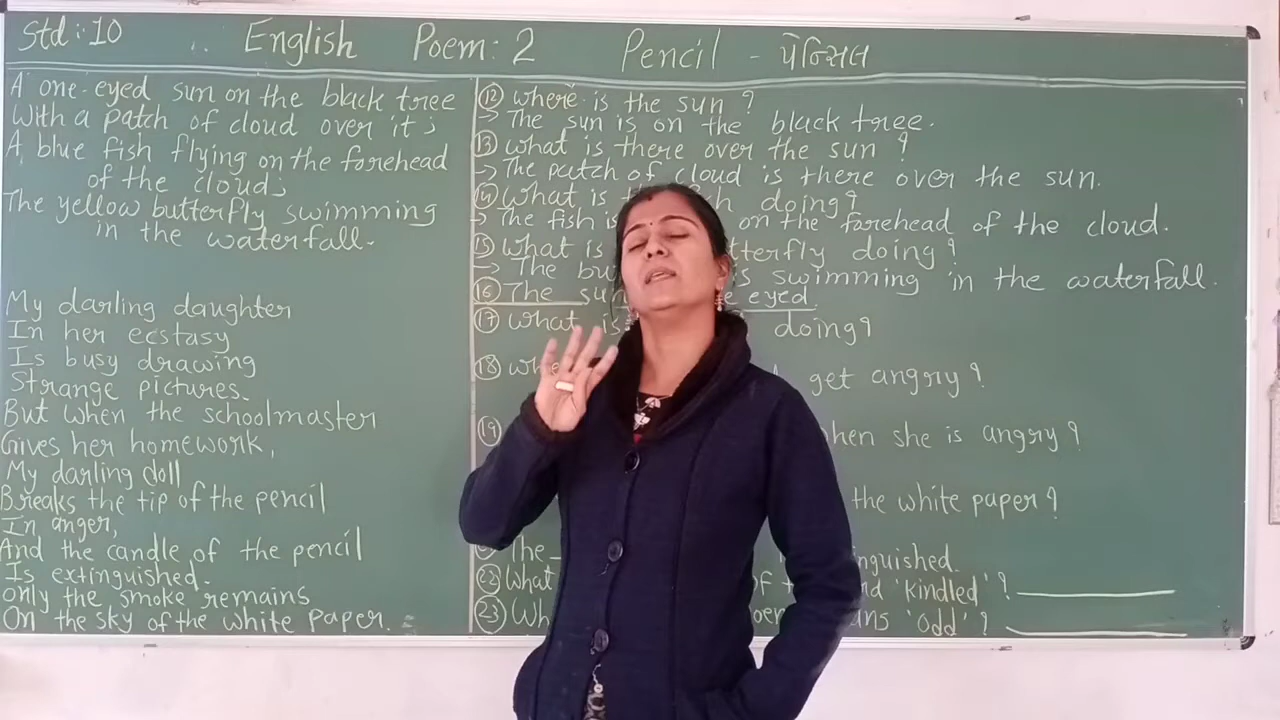 Std : 10 .. English Poem : 2 Pencil - પેન્સિલ
A one-eyed sun on the black tree
With a patch of cloud over it ;
A blue fish flying on the forehead
of the cloud ;
The yellow butterfly swimming
in the waterfall.
My darling daughter
In her ecstasy
Is busy drawing
Strange pictures.
But when the schoolmaster
Gives her homework,
My darling doll
Breaks the tip of the pencil
In anger,
And the candle of the pencil
Is extinguished.
only the smoke remains
On the sky of the white paper.
12 where is the sun ?
→ The sun is on the black tree.
13 what is there over the sun ?
→ The patch of cloud is there over the sun.
14 What is doing ?
→ The fish is on the forehead of the cloud.
15 what is doing ?
→ The swimming in the waterfall.
16 The sun eyed.
17 what is doing ?
18 get angry ?
19 when she is angry ?
the white paper ?
The
22 What 'kindled' ?
23 'odd' ?